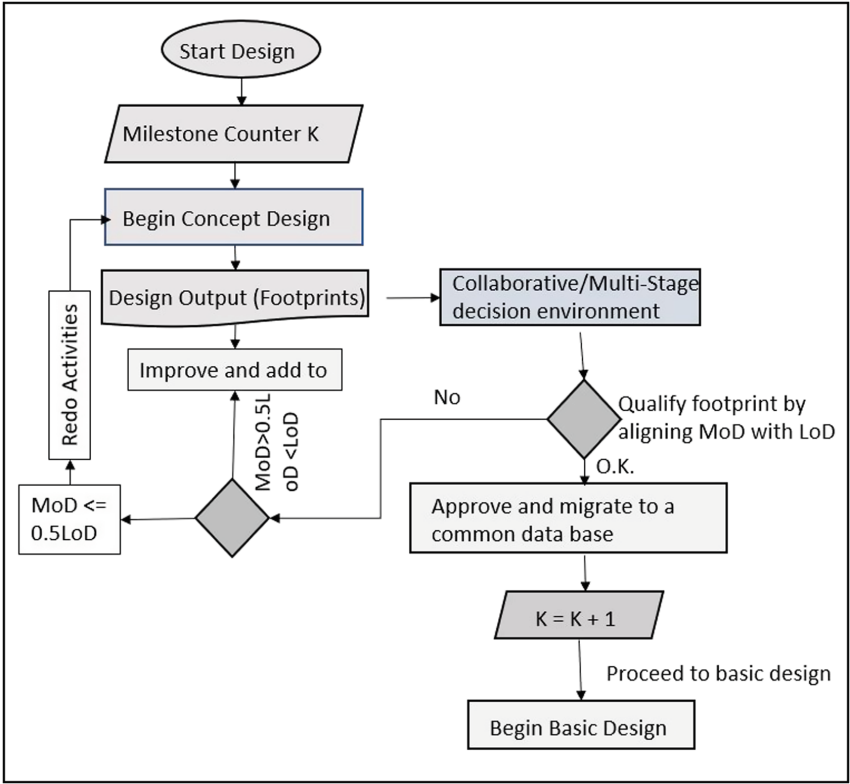 Start Design
Milestone Counter K
Begin Concept Design
Design Output (Footprints)
Collaborative/Multi-Stage
decision environment
Improve and add to
Redo Activities
No
Qualify footprint by
aligning MoD with LoD
MoD>0.5L
oD <LoD
O.K.
MoD <=
0.5LoD
Approve and migrate to a
common data base
K = K + 1
Proceed to basic design
Begin Basic Design